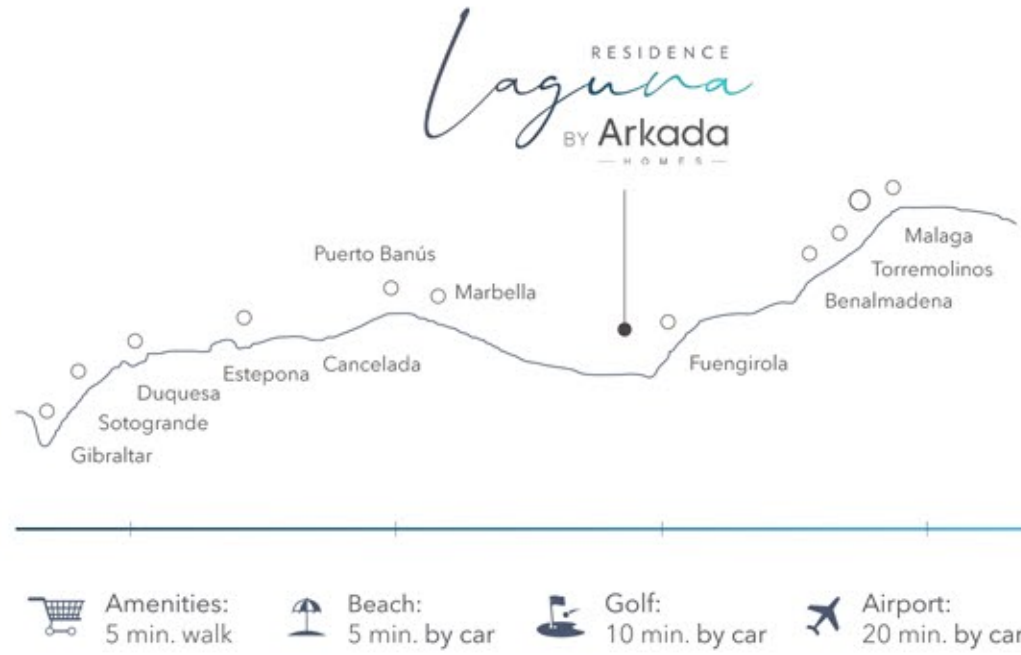 RESIDENCE
Laguna
BY Arkada
HOMES
Malaga
Torremolinos
Benalmadena
Puerto Banús
Marbella
Fuengirola
Cancelada
Estepona
Duquesa
Sotogrande
Gibraltar
Amenities:
5 min. walk
Beach:
5 min. by car
Golf:
10 min. by car
Airport:
20 min. by car